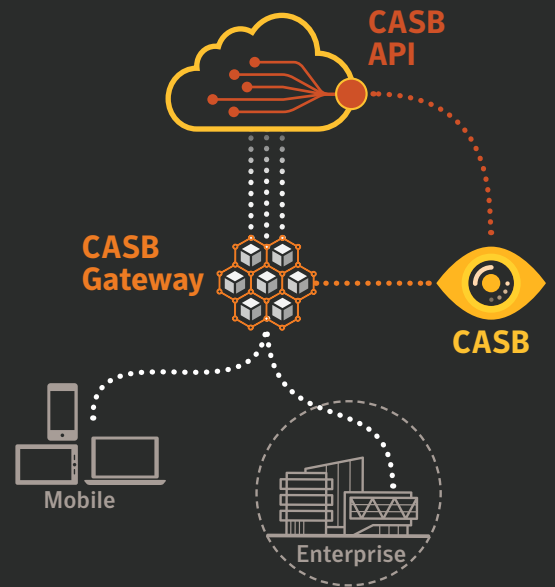 CASB
API
CASB
Gateway
CASB
Mobile
Enterprise